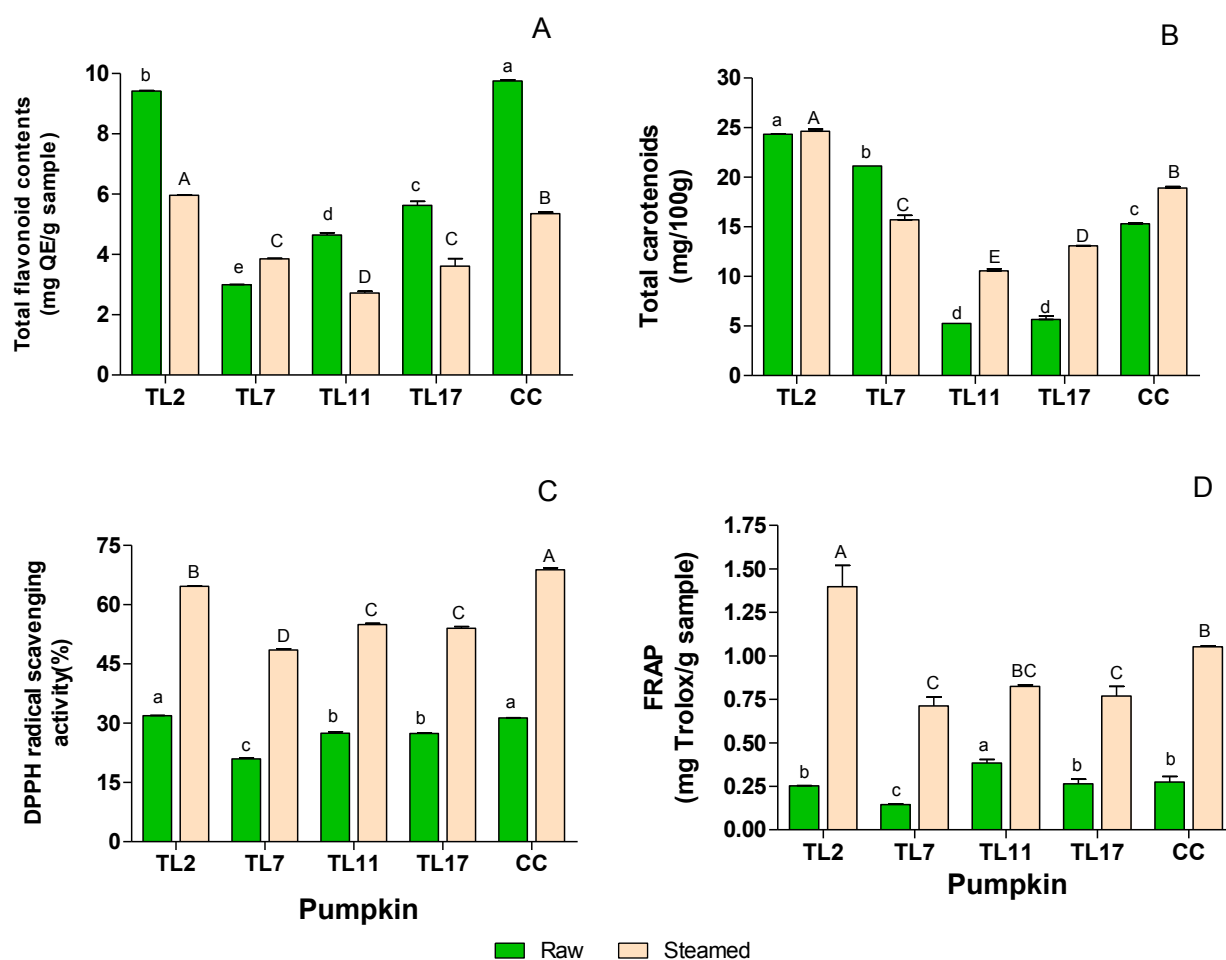 A
Total flavonoid contents
(mg QE/g sample)
10
8
6
4
2
0
b
A
e
C
d
D
c
C
a
B
TL2 TL7 TL11 TL17 CC
B
Total carotenoids
(mg/100g)
30
25
20
15
10
5
0
a
A
b
C
d
E
d
D
c
B
TL2 TL7 TL11 TL17 CC
C
DPPH radical scavenging
activity(%)
75
60
45
30
15
0
a
B
c
D
b
C
b
C
a
A
TL2 TL7 TL11 TL17 CC
Pumpkin
D
FRAP
(mg Trolox/g sample)
1.75
1.50
1.25
1.00
0.75
0.50
0.25
0.00
b
A
c
C
a
BC
b
C
b
B
TL2 TL7 TL11 TL17 CC
Pumpkin
Raw Steamed